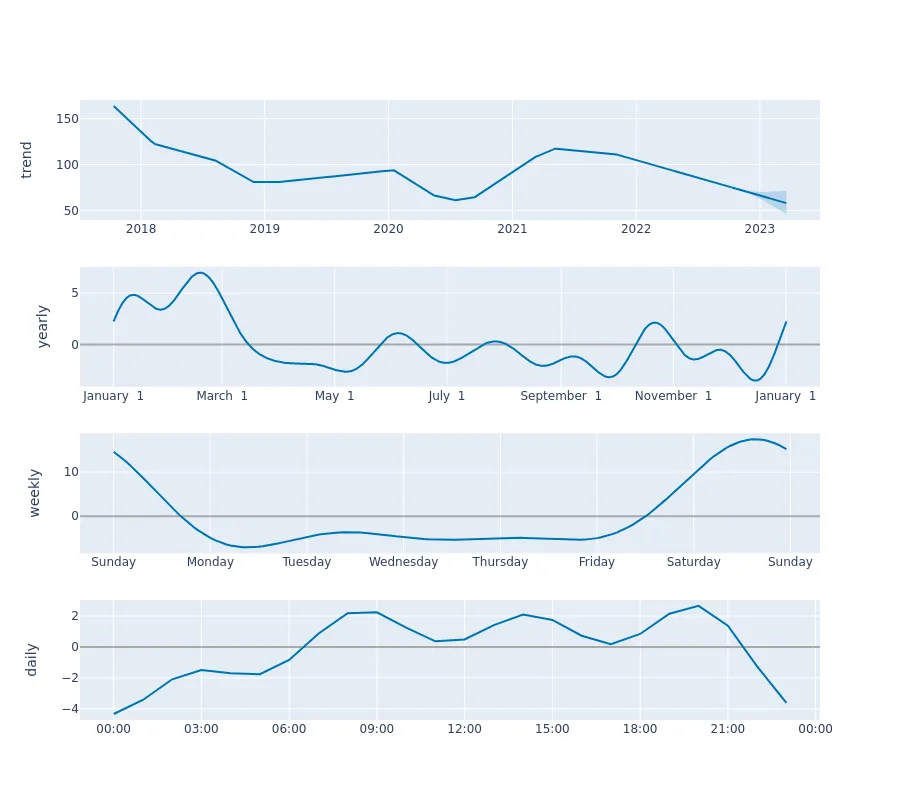 trend
150
100
50
2018 2019 2020 2021 2022 2023
yearly
5
0
January 1 March 1 May 1 July 1 September 1 November 1 January 1
weekly
10
0
Sunday Monday Tuesday Wednesday Thursday Friday Saturday Sunday
daily
2
0
−2
−4
00:00 03:00 06:00 09:00 12:00 15:00 18:00 21:00 00:00